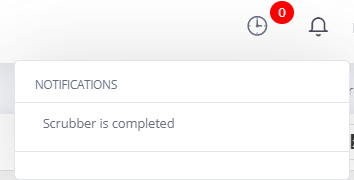 0
NOTIFICATIONS
Scrubber is completed